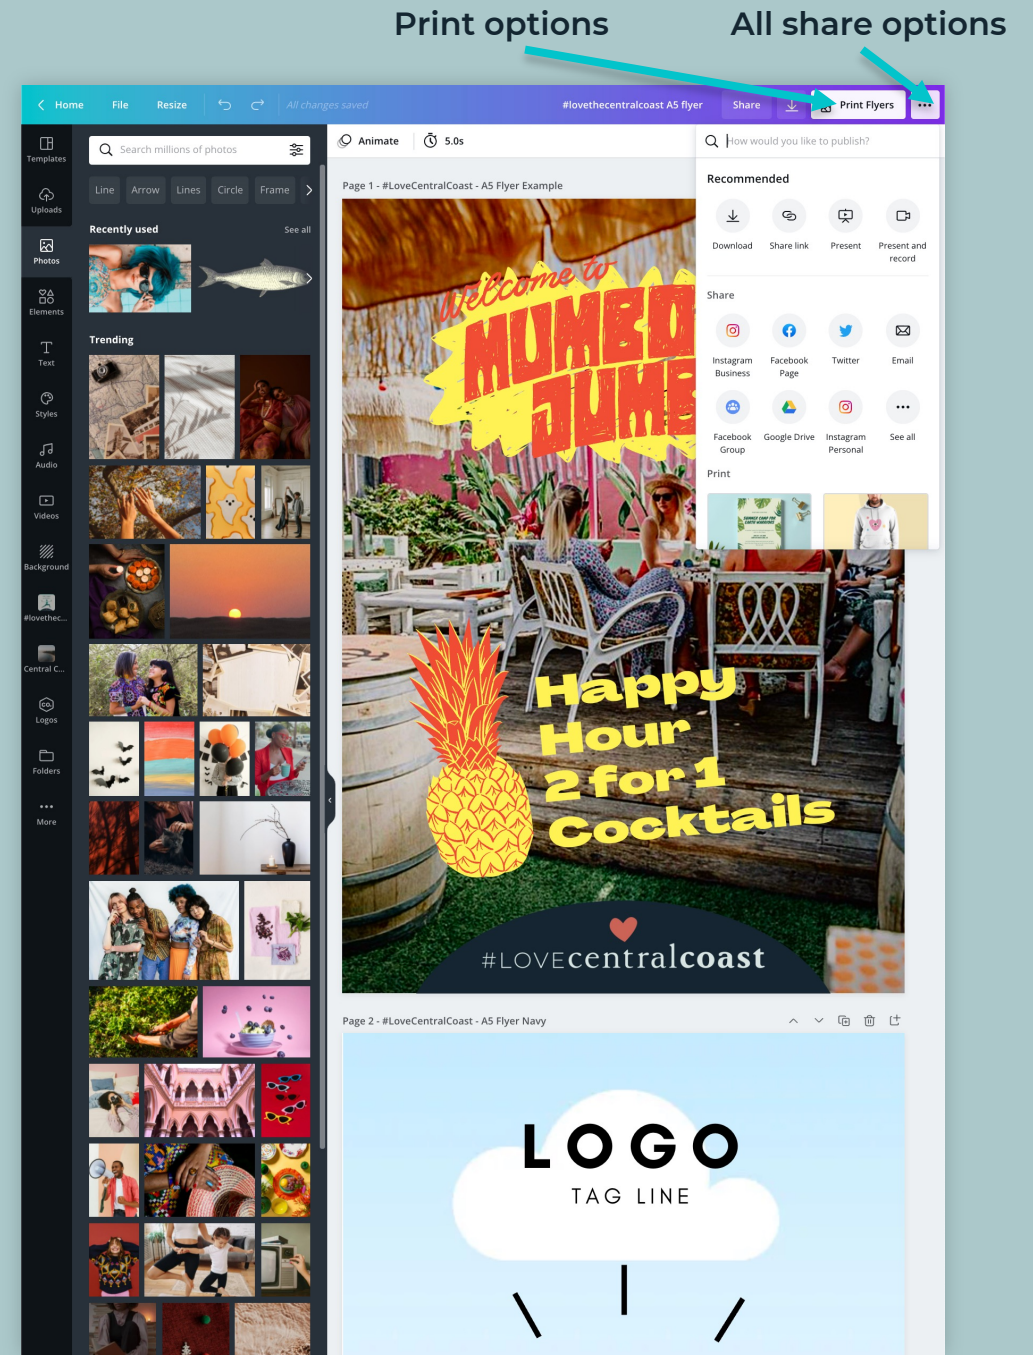 Print options
All share options
Home
File
Resize
All changes saved
#lovethecentralcoast A5 flyer
Share
Print Flyers
Templates
Uploads
Photos
Elements
Text
Styles
Audio
Videos
Background
#lovethec...
Central C...
Logos
Folders
More
Search millions of photos
Line
Arrow
Lines
Circle
Frame
Recently used
See all
Trending
Animate
5.0s
Page 1 - #LoveCentralCoast - A5 Flyer Example
Welcome to
MUMBO
JUMB
Happy
Hour
2 for 1
Cocktails
#LOVEcentralcoast
How would you like to publish?
Recommended
Download
Share link
Present
Present and
record
Share
Instagram
Business
Facebook
Page
Twitter
Email
Facebook
Group
Google Drive
Instagram
Personal
See all
Print
Page 2 - #LoveCentralCoast - A5 Flyer Navy
LOGO
TAG LINE